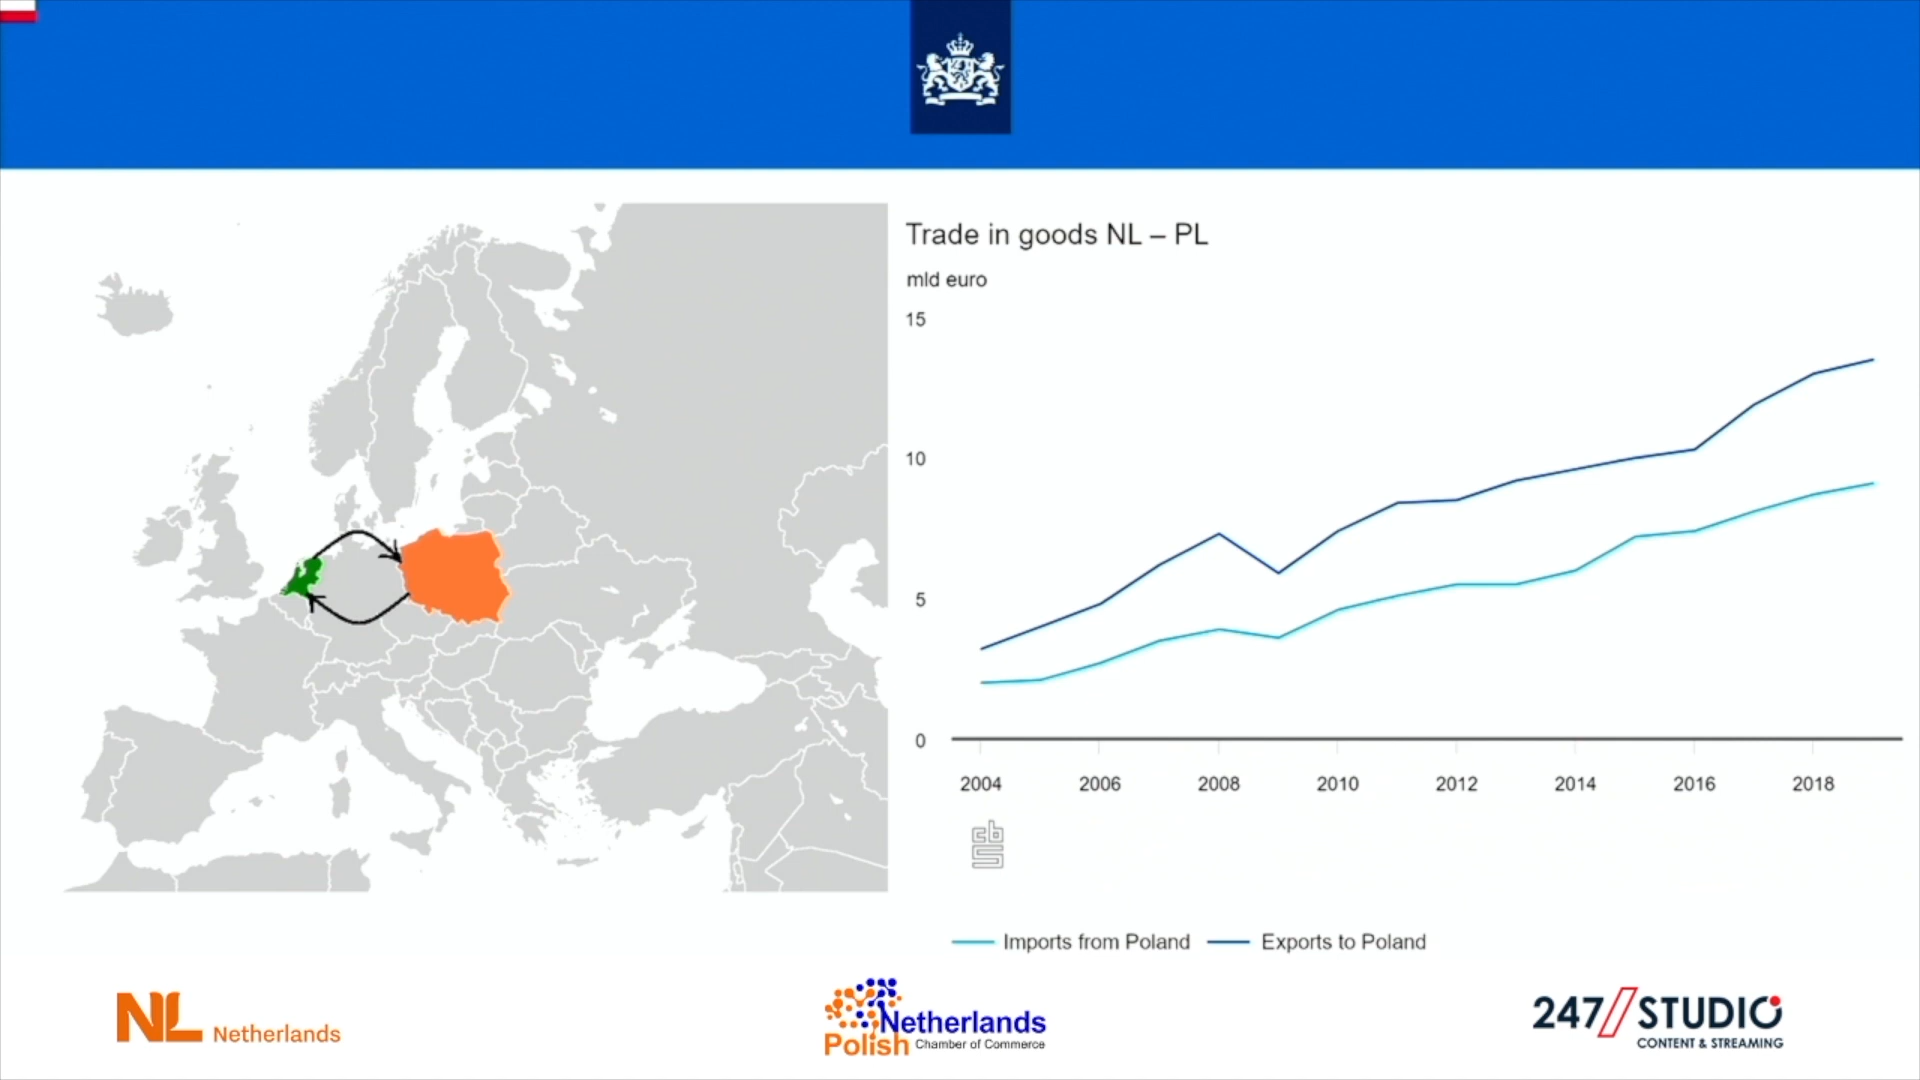 Trade in goods NL – PL
mld euro
15
10
5
0
2004 2006 2008 2010 2012 2014 2016 2018
cbs
Imports from Poland Exports to Poland
NL Netherlands
Netherlands
Polish Chamber of Commerce
247//STUDIO
CONTENT & STREAMING